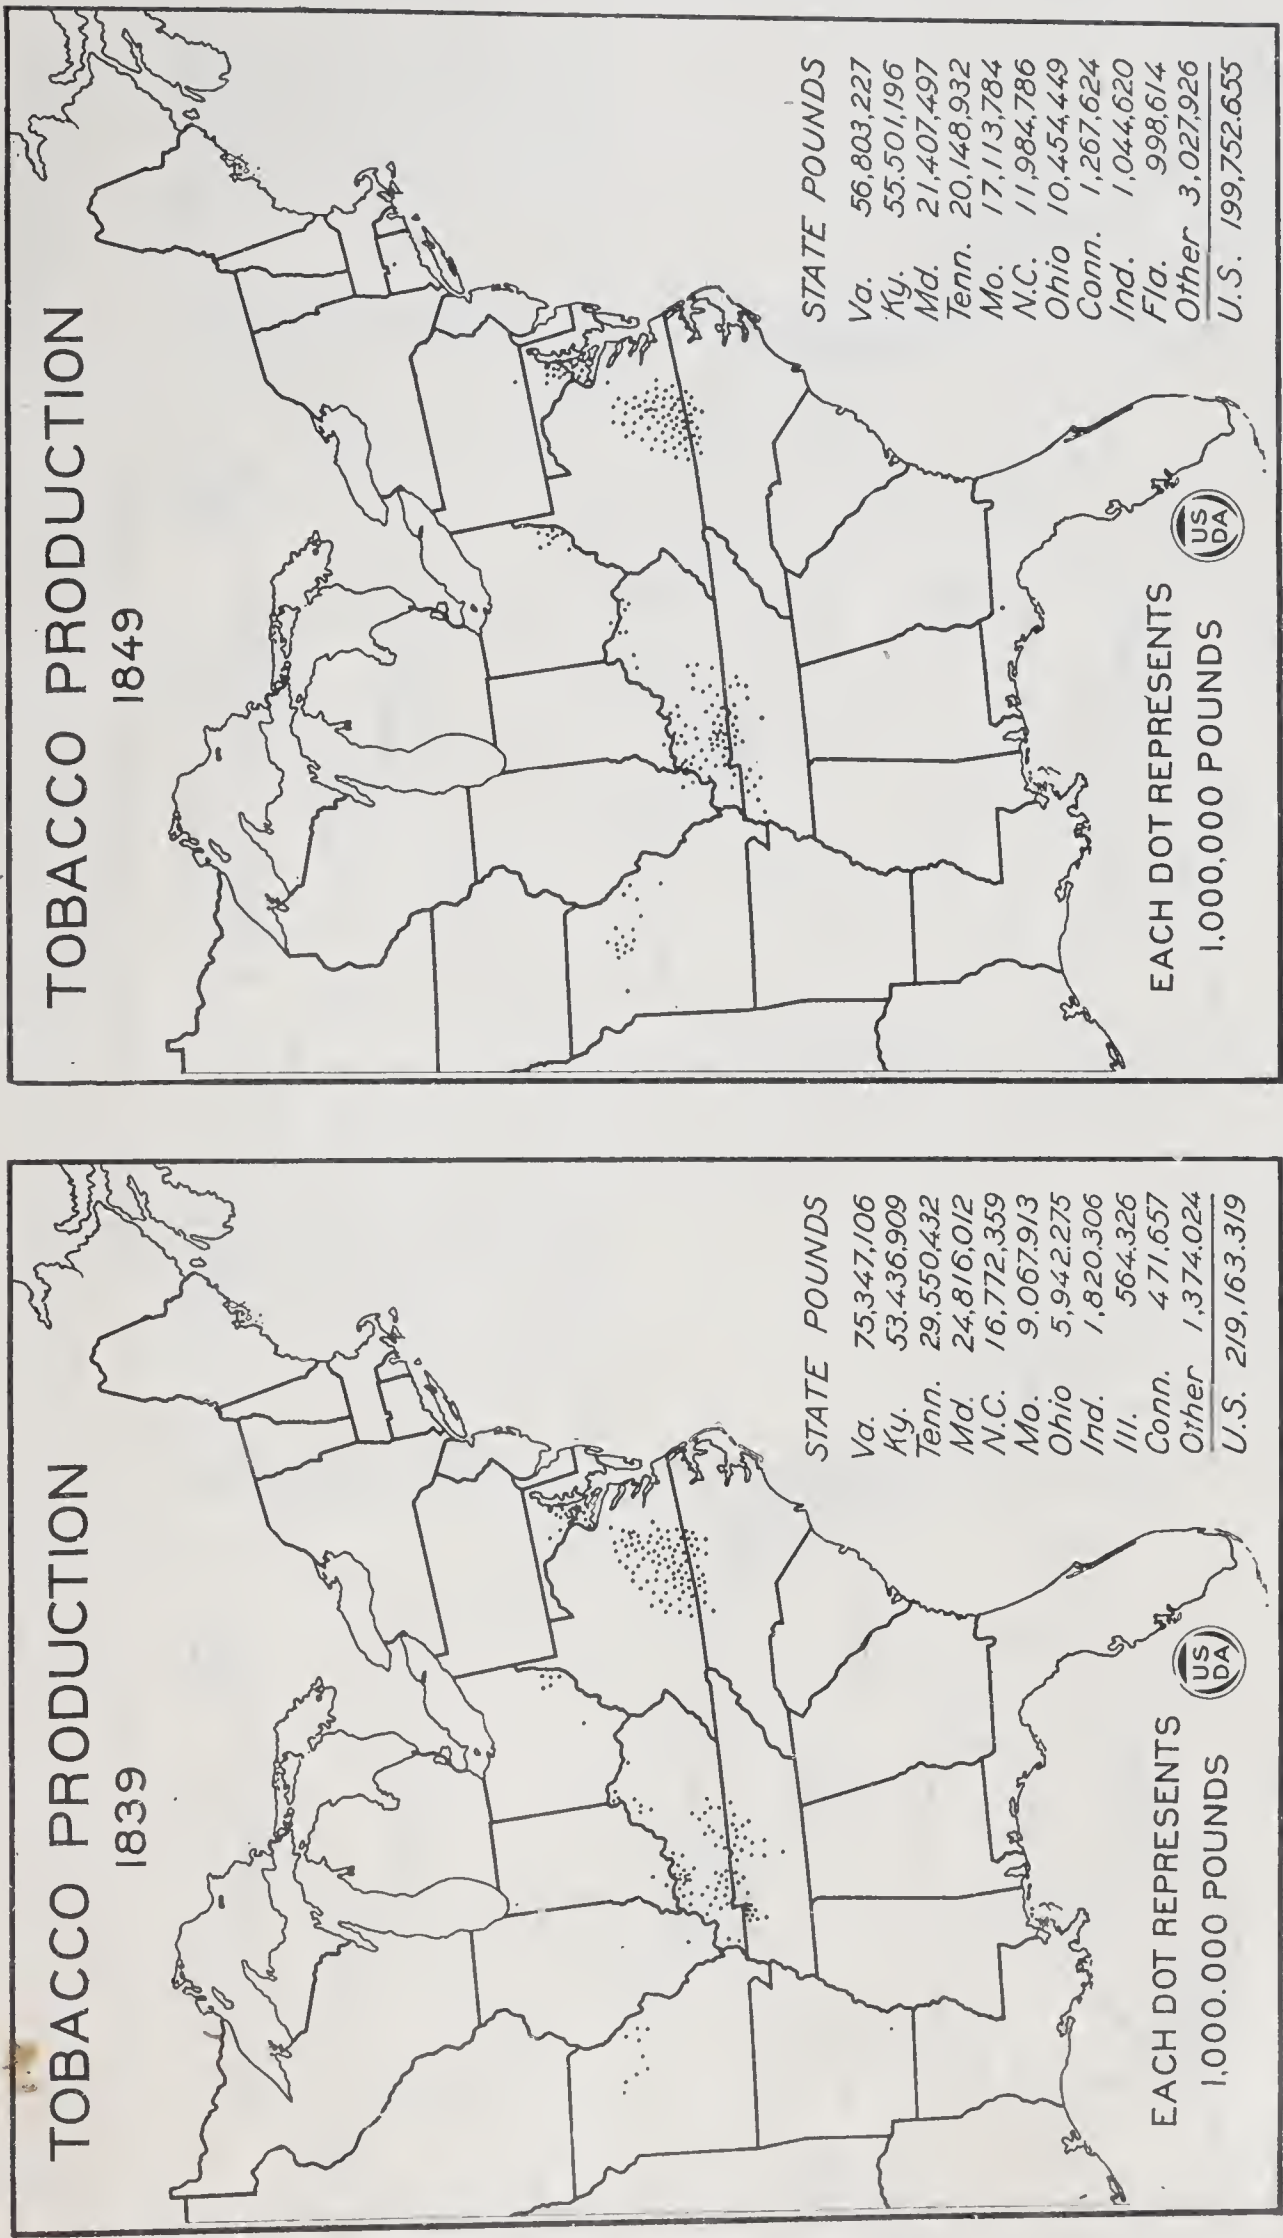 TOBACCO PRODUCTION
1839
STATE POUNDS
Va. 75,347,106
Ky. 53.436,909
Tenn. 29,550,432
Md. 24,816,012
N.C. 16,772,359
Mo. 9.067.913
Ohio 5,942.275
Ind. 1,820.306
Ill. 564.326
Conn. 471,657
Other 1,374.024
U.S. 219,163.319
EACH DOT REPRESENTS
1,000.000 POUNDS
US
DA
TOBACCO PRODUCTION
1849
STATE POUNDS
Va. 56,803,227
Ky. 55.501,196
Md. 21,407,497
Tenn. 20,148,932
Mo. 17,113,784
N.C. 11,984,786
Ohio 10,454,449
Conn. 1,267,624
Ind. 1,044,620
Fla. 998,614
Other 3,027,926
U.S. 199,752.655
EACH DOT REPRESENTS
1,000,000 POUNDS
US
DA